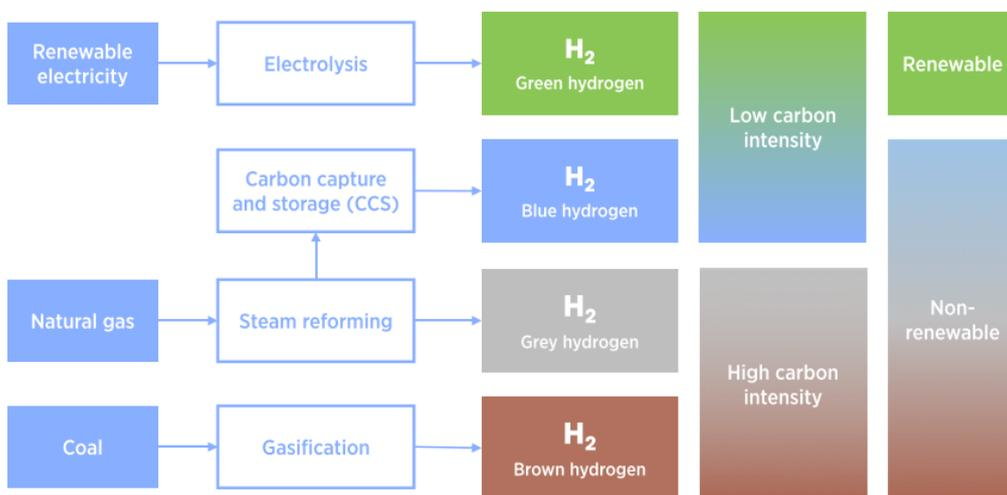 Renewable
electricity
Electrolysis
H₂
Green hydrogen
Low carbon
intensity
Renewable
Carbon capture
and storage (CCS)
H₂
Blue hydrogen
Natural gas
Steam reforming
H₂
Grey hydrogen
High carbon
intensity
Non-
renewable
Coal
Gasification
H₂
Brown hydrogen